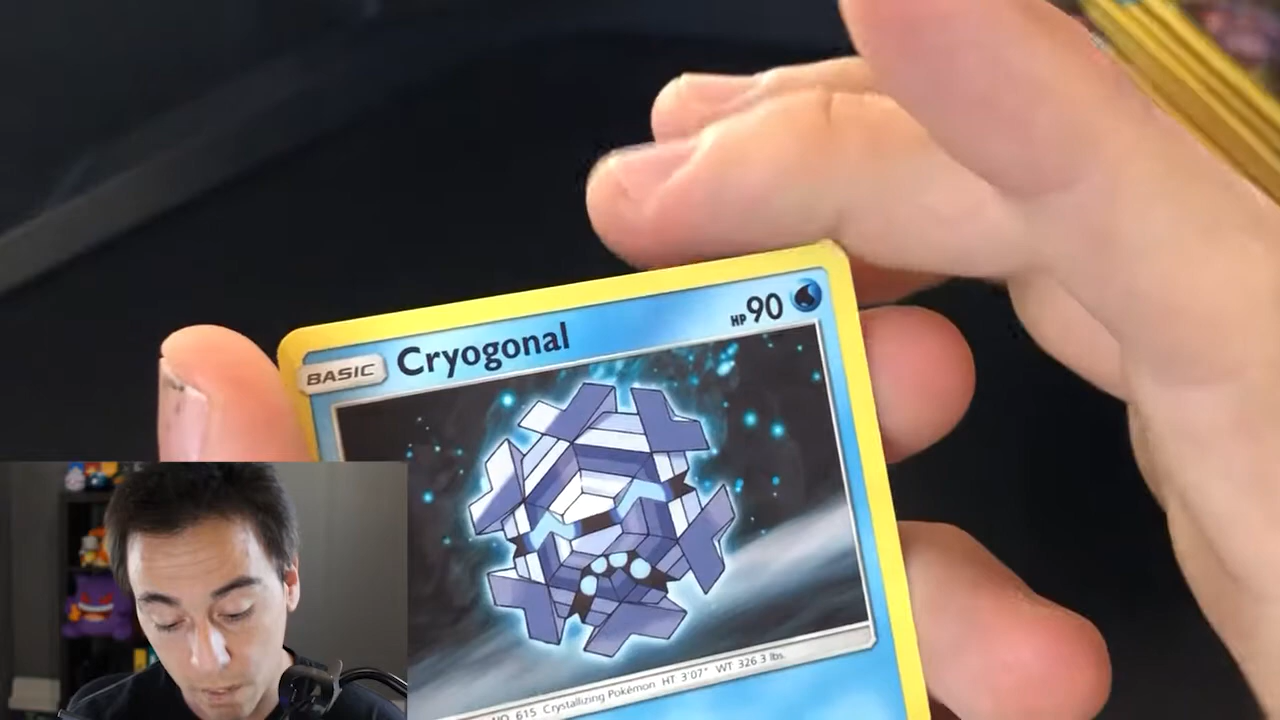 BASIC Cryogonal HP 90
NO. 615 Crystallizing Pokémon HT 3'07" WT 326.3 lbs.